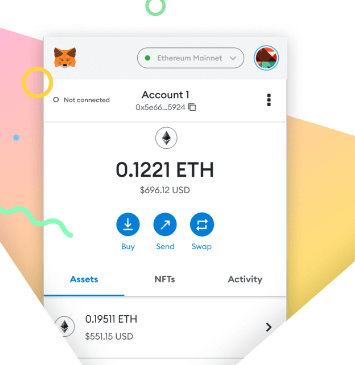 Ethereum Mainnet
Not connected
Account 1
0x5e66...5924
0.1221 ETH
$696.12 USD
Buy Send Swap
Assets NFTs Activity
0.19511 ETH
$551.15 USD